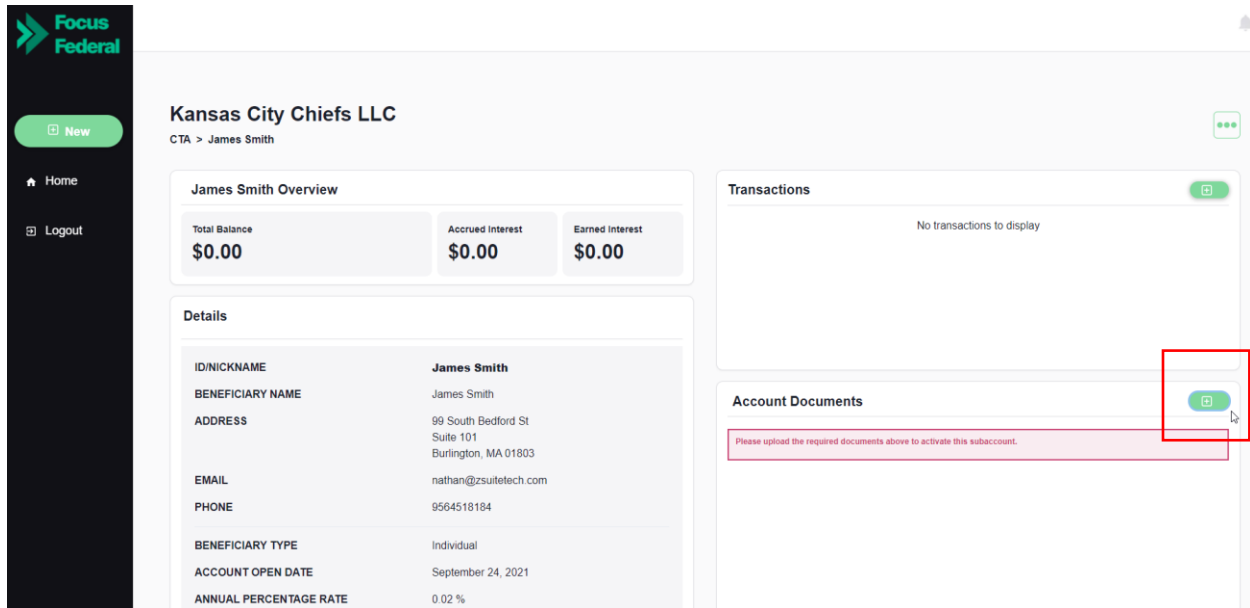 Focus
Federal
New
Home
Logout
Kansas City Chiefs LLC
CTA > James Smith
James Smith Overview
Total Balance
$0.00
Accrued Interest
$0.00
Earned Interest
$0.00
Details
ID/NICKNAME James Smith
BENEFICIARY NAME James Smith
ADDRESS 99 South Bedford St
Suite 101
Burlington, MA 01803
EMAIL nathan@zsuitetech.com
PHONE 9564518184
BENEFICIARY TYPE Individual
ACCOUNT OPEN DATE September 24, 2021
ANNUAL PERCENTAGE RATE 0.02 %
Transactions
No transactions to display
Account Documents
Please upload the required documents above to activate this subaccount.